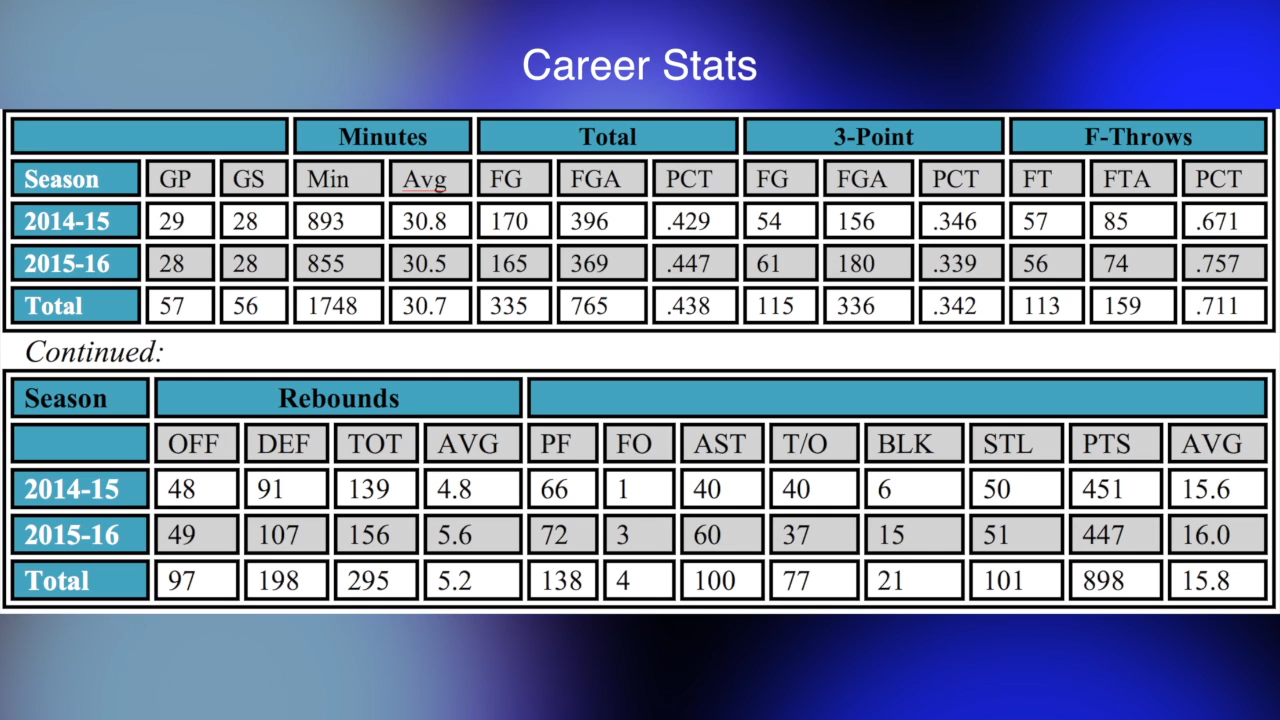 Career Stats
Minutes Total 3-Point F-Throws
Season GP GS Min Avg FG FGA PCT FG FGA PCT FT FTA PCT
2014-15 29 28 893 30.8 170 396 .429 54 156 .346 57 85 .671
2015-16 28 28 855 30.5 165 369 .447 61 180 .339 56 74 .757
Total 57 56 1748 30.7 335 765 .438 115 336 .342 113 159 .711
Continued:
Season Rebounds
OFF DEF TOT AVG PF FO AST T/O BLK STL PTS AVG
2014-15 48 91 139 4.8 66 1 40 40 6 50 451 15.6
2015-16 49 107 156 5.6 72 3 60 37 15 51 447 16.0
Total 97 198 295 5.2 138 4 100 77 21 101 898 15.8